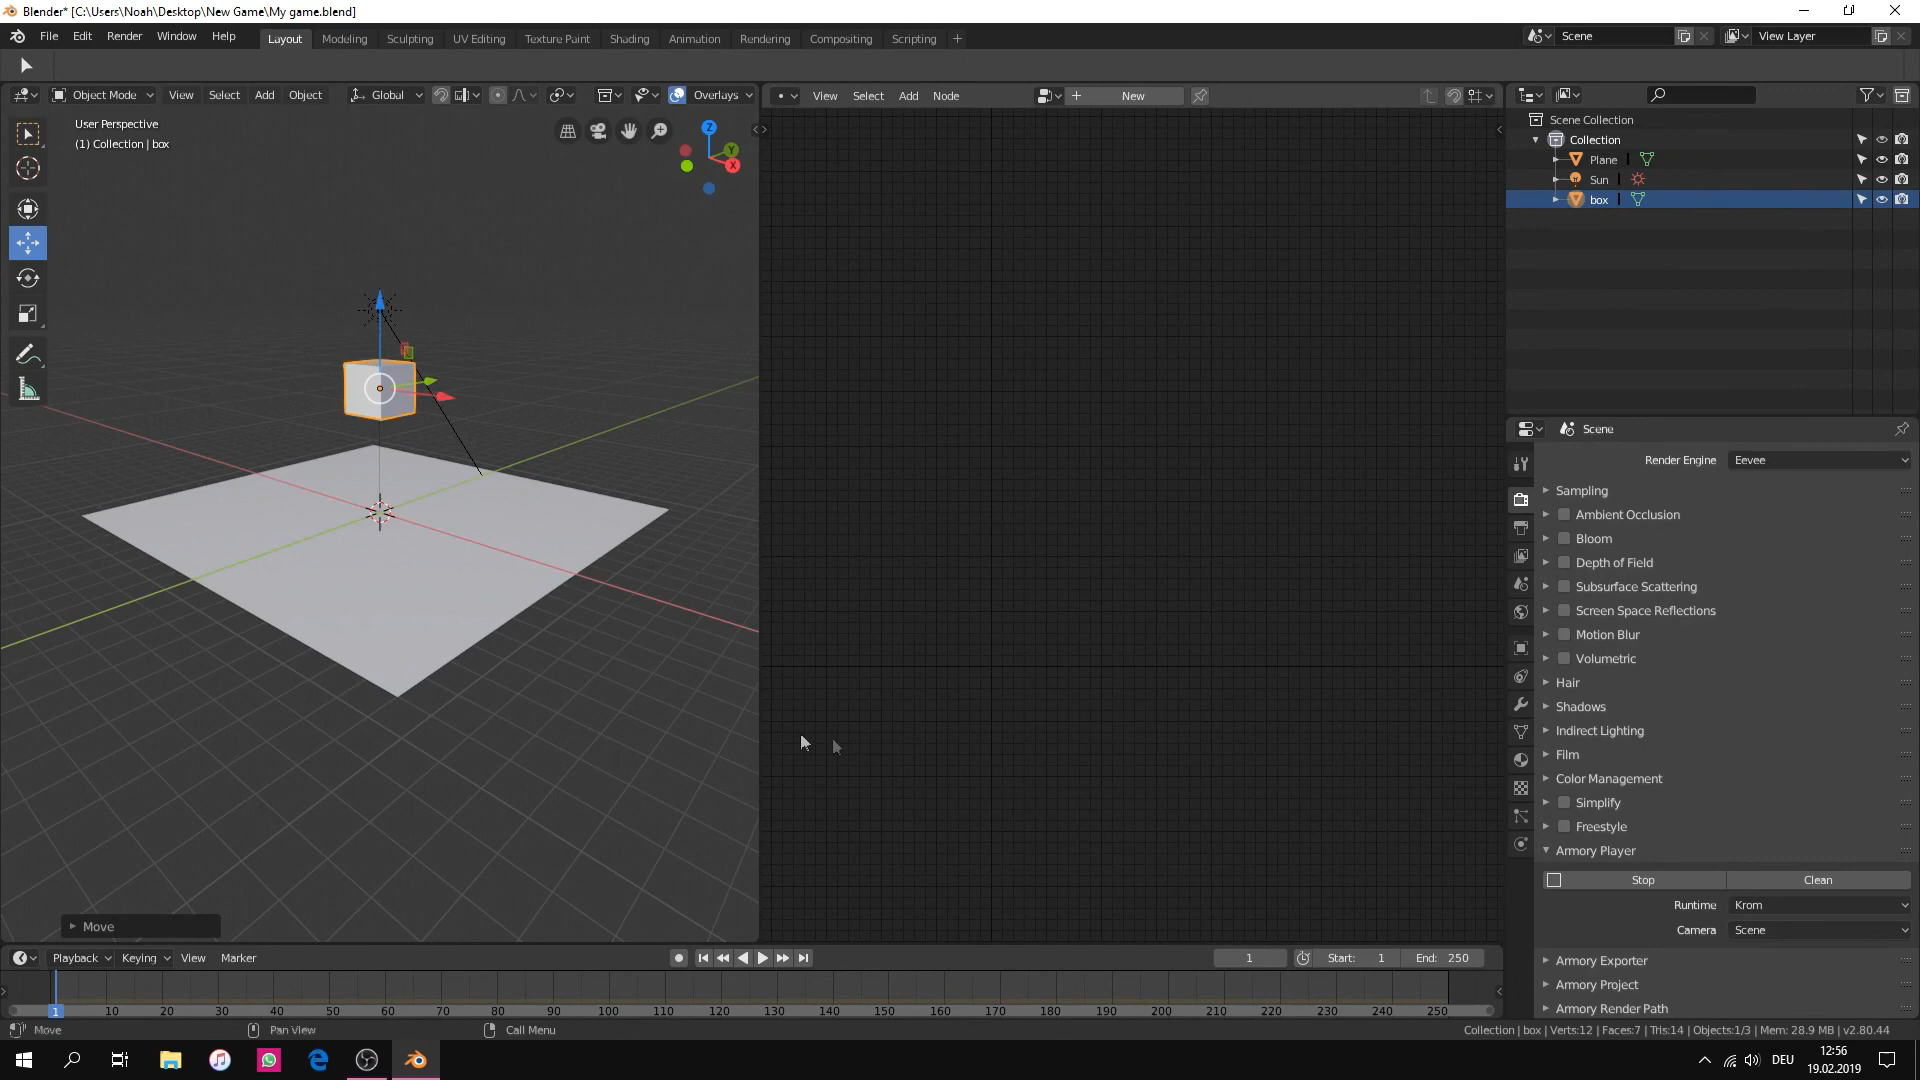 Blender* [C:\Users\Noah\Desktop\New Game\My game.blend]
File Edit Render Window Help Layout Modeling Sculpting UV Editing Texture Paint Shading Animation Rendering Compositing Scripting + Scene View Layer
Object Mode View Select Add Object Global Overlays View Select Add Node New
User Perspective
(1) Collection | box
Z
Y
X
Scene Collection
Collection
Plane
Sun
box
Scene
Render Engine Eevee
Sampling
Ambient Occlusion
Bloom
Depth of Field
Subsurface Scattering
Screen Space Reflections
Motion Blur
Volumetric
Hair
Shadows
Indirect Lighting
Film
Color Management
Simplify
Freestyle
Armory Player
Stop Clean
Runtime Krom
Camera Scene
Armory Exporter
Armory Project
Armory Render Path
Move
Playback Keying View Marker 1 Start: 1 End: 250
1 10 20 30 40 50 60 70 80 90 100 110 120 130 140 150 160 170 180 190 200 210 220 230 240 250
Move Pan View Call Menu Collection | box | Verts:12 | Faces:7 | Tris:14 | Objects:1/3 | Mem: 28.9 MB | v2.80.44
DEU 12:56
19.02.2019